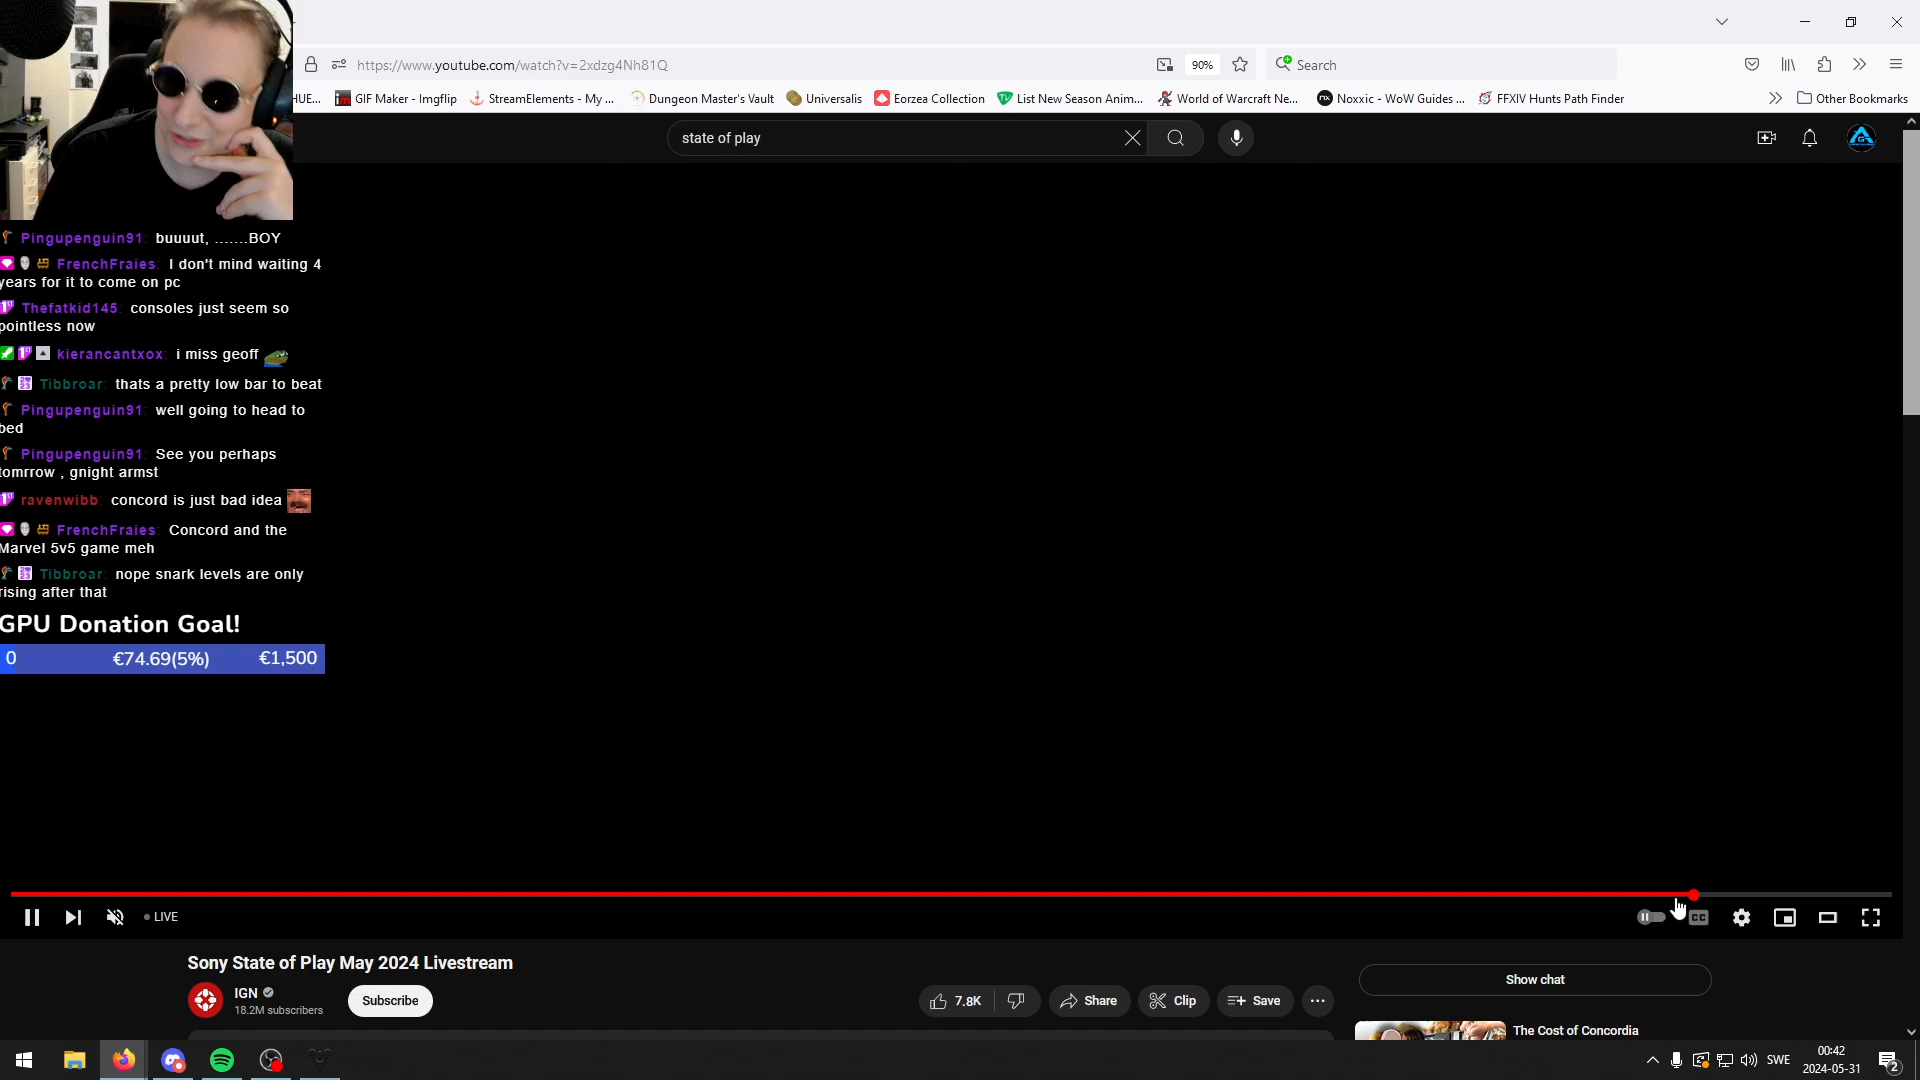 https://www.youtube.com/watch?v=2xdzg4Nh81Q
90%
Search
HUE...
GIF Maker - Imgflip
StreamElements - My ...
Dungeon Master's Vault
Universalis
Eorzea Collection
List New Season Anim...
World of Warcraft Ne...
Noxxic - WoW Guides ...
FFXIV Hunts Path Finder
Other Bookmarks
state of play
Pingupenguin91: buuuut, .......BOY
FrenchFraies: I don't mind waiting 4
years for it to come on pc
Thefatkid145: consoles just seem so
pointless now
kierancantxox: i miss geoff
Tibbroar: thats a pretty low bar to beat
Pingupenguin91: well going to head to
bed
Pingupenguin91: See you perhaps
tomrrow , gnight armst
ravenwibb: concord is just bad idea
FrenchFraies: Concord and the
Marvel 5v5 game meh
Tibbroar: nope snark levels are only
rising after that
GPU Donation Goal!
0 €74.69(5%) €1,500
LIVE
CC
Sony State of Play May 2024 Livestream
IGN
18.2M subscribers
Subscribe
7.8K
Share
Clip
Save
Show chat
The Cost of Concordia
SWE
00:42
2024-05-31
2